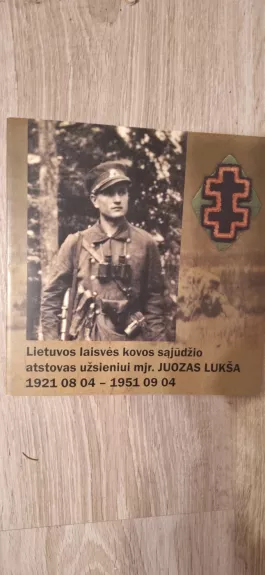 Lietuvos laisvės kovos sąjūdžio
atstovas užsieniui mjr. JUOZAS LUKŠA
1921 08 04 – 1951 09 04